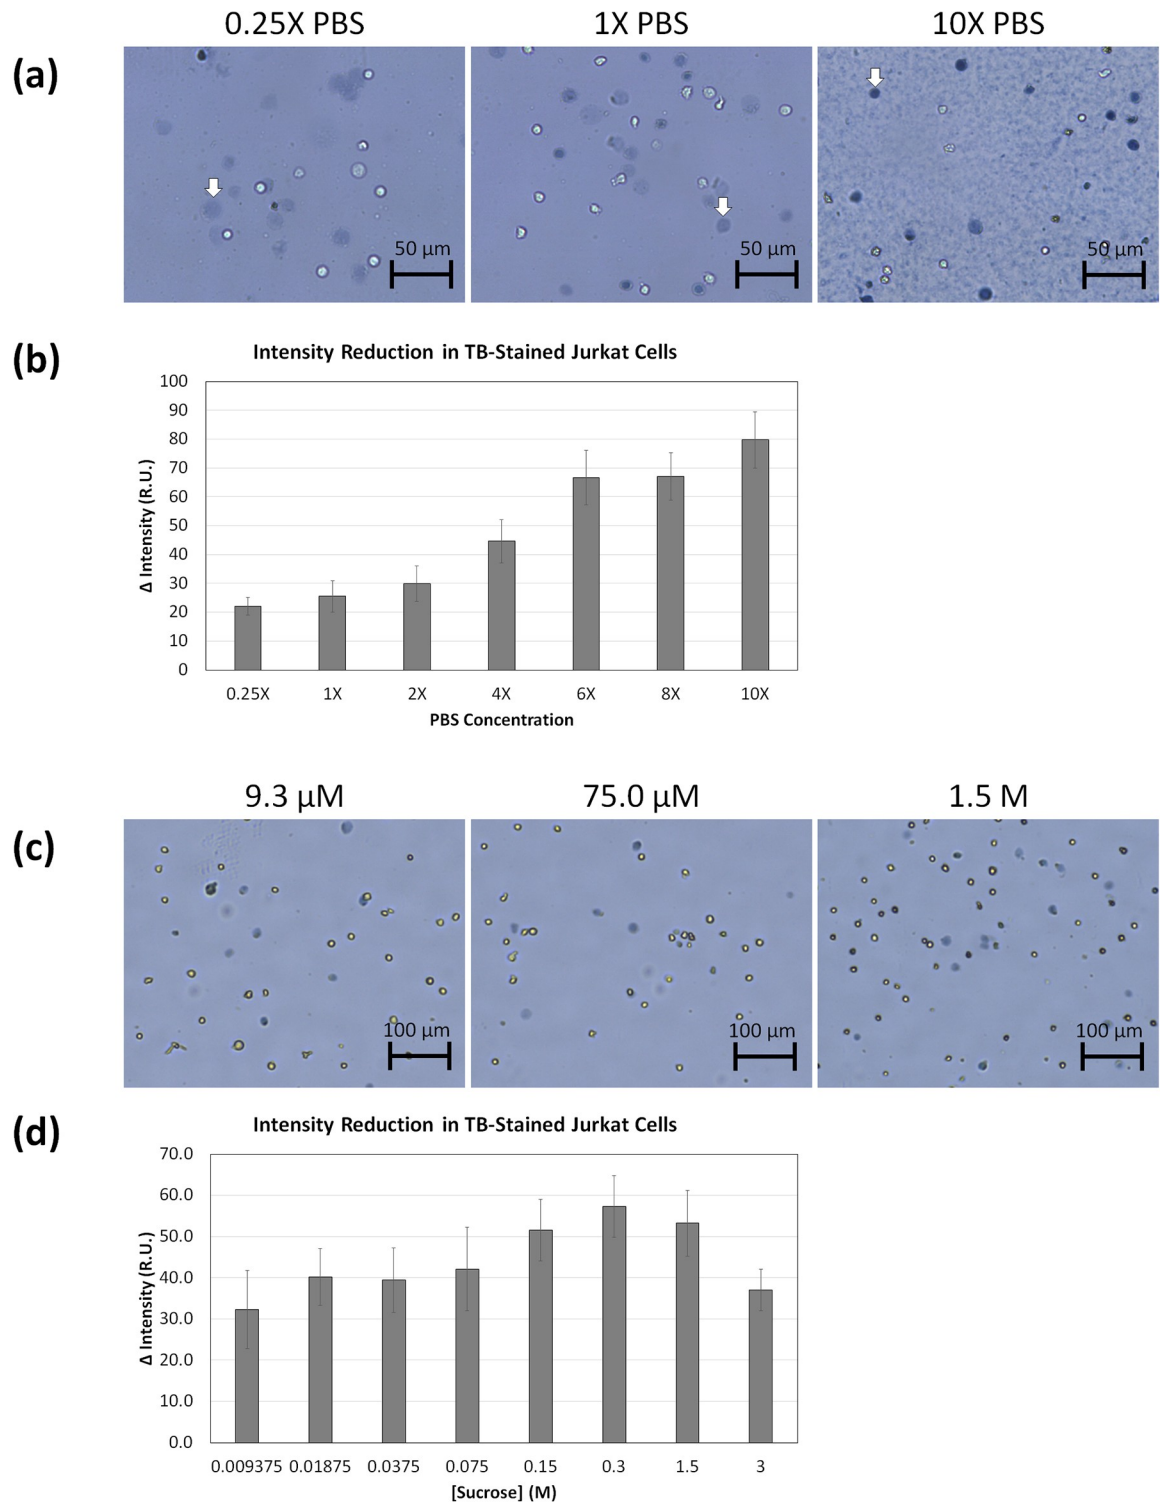 0.25X PBS 1X PBS 10X PBS
(a)
50 µm 50 µm 50 µm
(b)
Intensity Reduction in TB-Stained Jurkat Cells
100
90
80
70
60
50
40
30
20
10
0
Δ Intensity (R.U.)
0.25X 1X 2X 4X 6X 8X 10X
PBS Concentration
9.3 µM 75.0 µM 1.5 M
(c)
100 µm 100 µm 100 µm
(d)
Intensity Reduction in TB-Stained Jurkat Cells
70.0
60.0
50.0
40.0
30.0
20.0
10.0
0.0
Δ Intensity (R.U.)
0.009375 0.01875 0.0375 0.075 0.15 0.3 1.5 3
[Sucrose] (M)